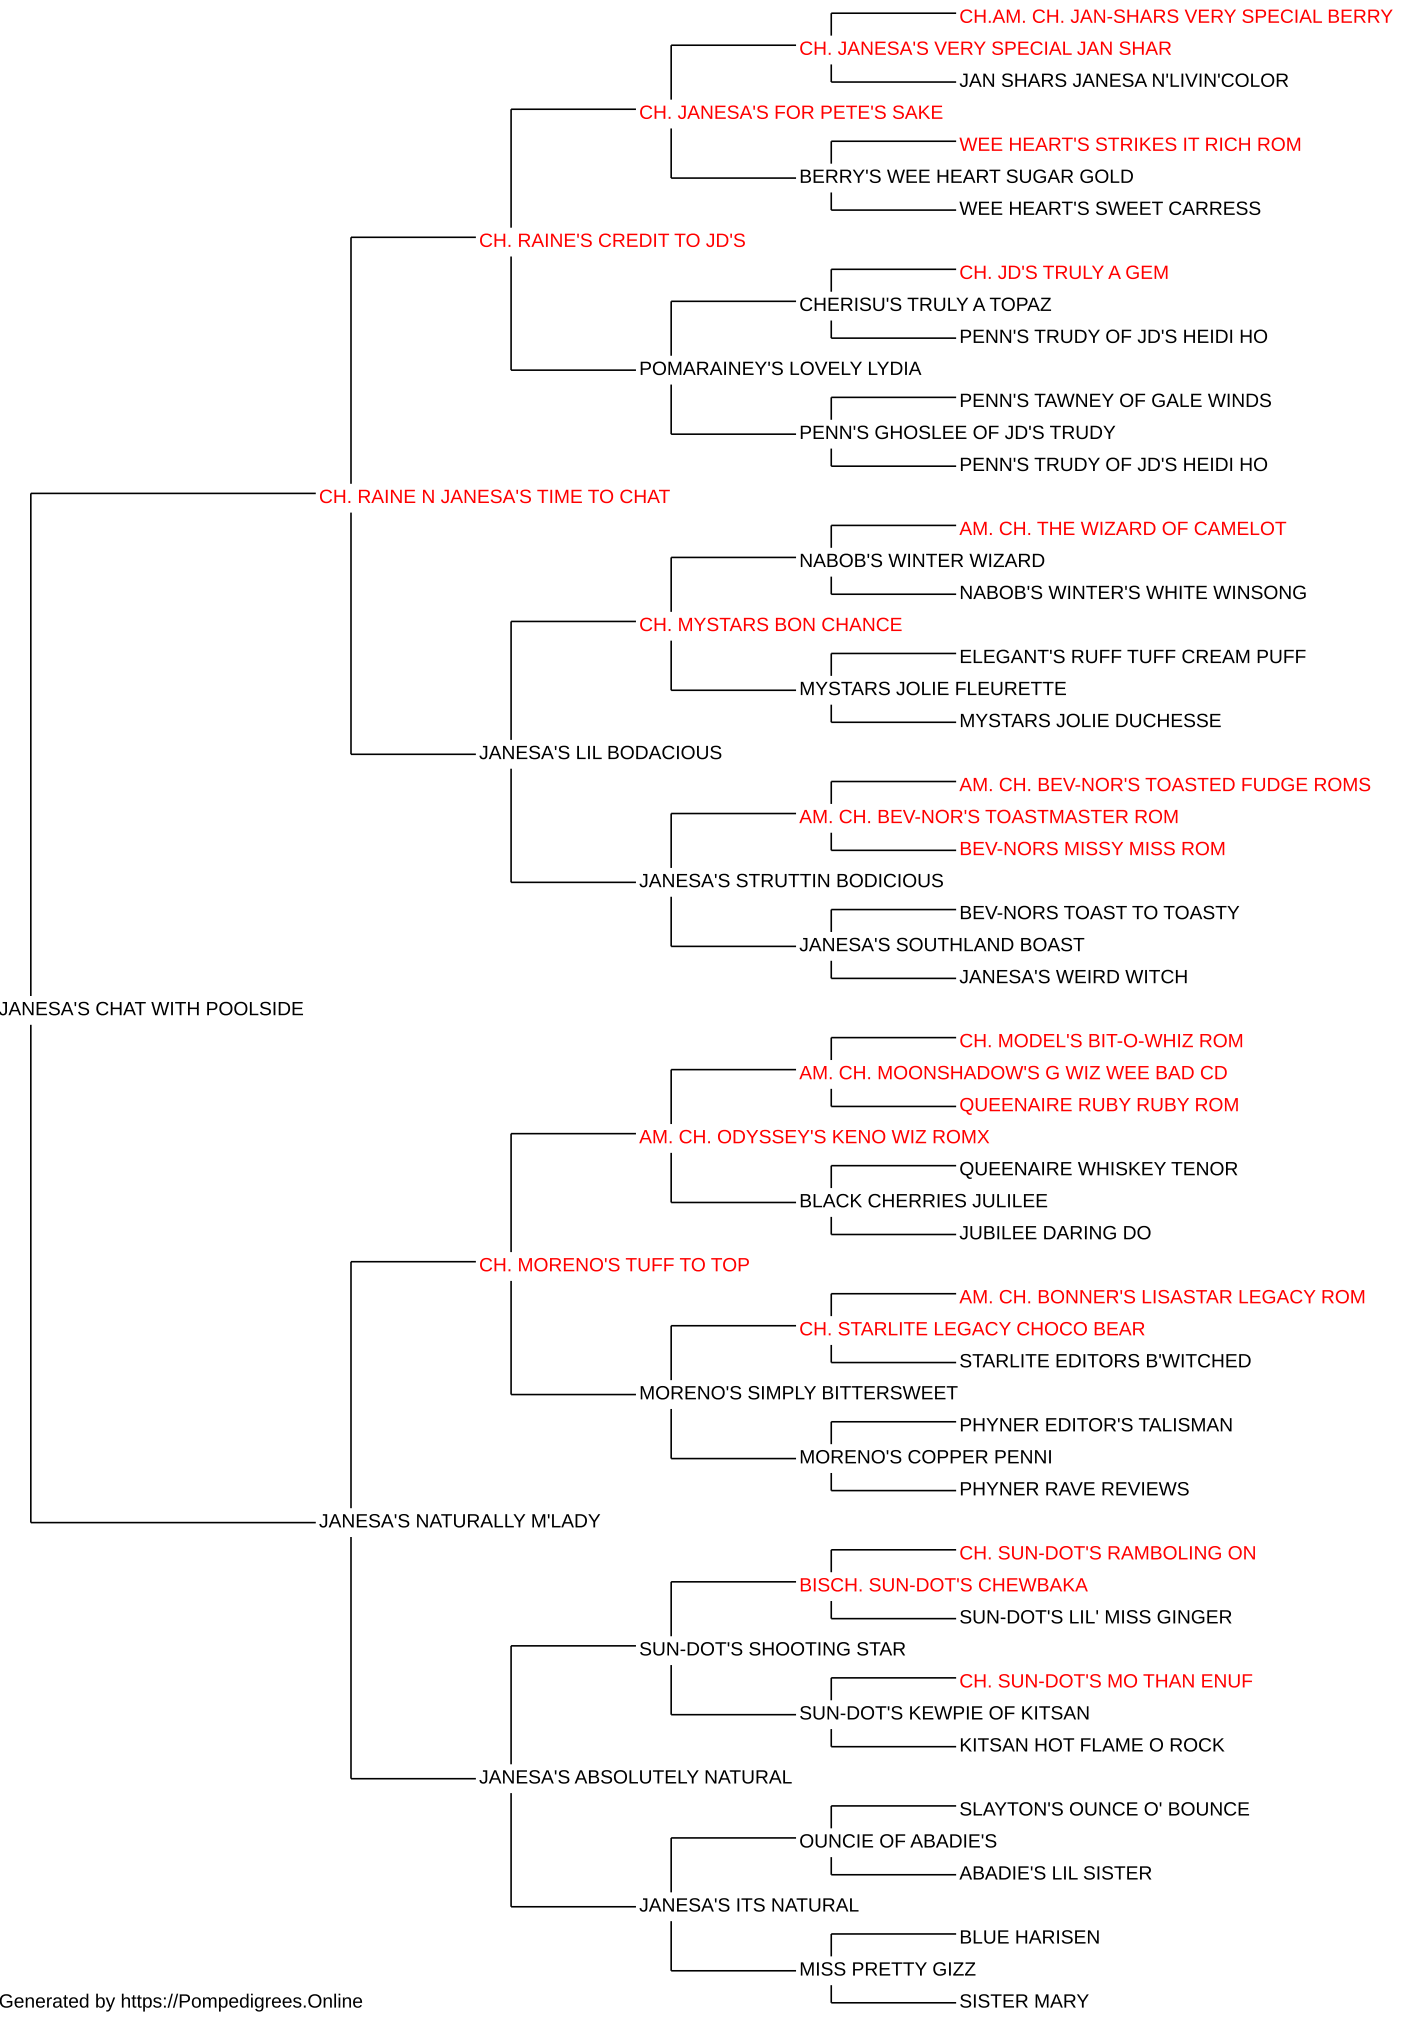 CH.AM. CH. JAN-SHARS VERY SPECIAL BERRY
CH. JANESA'S VERY SPECIAL JAN SHAR
JAN SHARS JANESA N'LIVIN'COLOR
CH. JANESA'S FOR PETE'S SAKE
WEE HEART'S STRIKES IT RICH ROM
BERRY'S WEE HEART SUGAR GOLD
WEE HEART'S SWEET CARRESS
CH. RAINE'S CREDIT TO JD'S
CH. JD'S TRULY A GEM
CHERISU'S TRULY A TOPAZ
PENN'S TRUDY OF JD'S HEIDI HO
POMARAINEY'S LOVELY LYDIA
PENN'S TAWNEY OF GALE WINDS
PENN'S GHOSLEE OF JD'S TRUDY
PENN'S TRUDY OF JD'S HEIDI HO
CH. RAINE N JANESA'S TIME TO CHAT
AM. CH. THE WIZARD OF CAMELOT
NABOB'S WINTER WIZARD
NABOB'S WINTER'S WHITE WINSONG
CH. MYSTARS BON CHANCE
ELEGANT'S RUFF TUFF CREAM PUFF
MYSTARS JOLIE FLEURETTE
MYSTARS JOLIE DUCHESSE
JANESA'S LIL BODACIOUS
AM. CH. BEV-NOR'S TOASTED FUDGE ROMS
AM. CH. BEV-NOR'S TOASTMASTER ROM
BEV-NORS MISSY MISS ROM
JANESA'S STRUTTIN BODICIOUS
BEV-NORS TOAST TO TOASTY
JANESA'S SOUTHLAND BOAST
JANESA'S WEIRD WITCH
JANESA'S CHAT WITH POOLSIDE
CH. MODEL'S BIT-O-WHIZ ROM
AM. CH. MOONSHADOW'S G WIZ WEE BAD CD
QUEENAIRE RUBY RUBY ROM
AM. CH. ODYSSEY'S KENO WIZ ROMX
QUEENAIRE WHISKEY TENOR
BLACK CHERRIES JULILEE
JUBILEE DARING DO
CH. MORENO'S TUFF TO TOP
AM. CH. BONNER'S LISASTAR LEGACY ROM
CH. STARLITE LEGACY CHOCO BEAR
STARLITE EDITORS B'WITCHED
MORENO'S SIMPLY BITTERSWEET
PHYNER EDITOR'S TALISMAN
MORENO'S COPPER PENNI
PHYNER RAVE REVIEWS
JANESA'S NATURALLY M'LADY
CH. SUN-DOT'S RAMBOLING ON
BISCH. SUN-DOT'S CHEWBAKA
SUN-DOT'S LIL' MISS GINGER
SUN-DOT'S SHOOTING STAR
CH. SUN-DOT'S MO THAN ENUF
SUN-DOT'S KEWPIE OF KITSAN
KITSAN HOT FLAME O ROCK
JANESA'S ABSOLUTELY NATURAL
SLAYTON'S OUNCE O' BOUNCE
OUNCIE OF ABADIE'S
ABADIE'S LIL SISTER
JANESA'S ITS NATURAL
BLUE HARISEN
MISS PRETTY GIZZ
SISTER MARY
Generated by https://Pompedigrees.Online